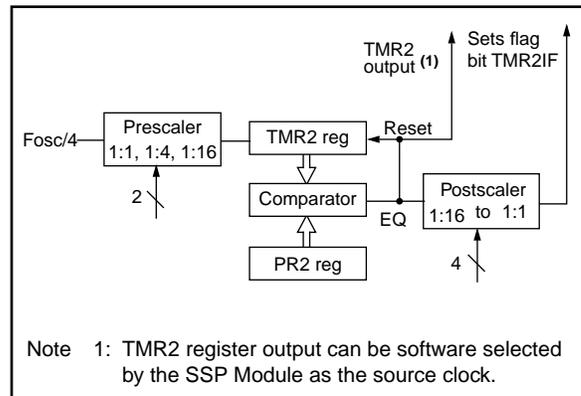 TMR2
output (1)
Sets flag
bit TMR2IF
Fosc/4
Prescaler
1:1, 1:4, 1:16
2
TMR2 reg
Reset
Comparator
EQ
Postscaler
1:16 to 1:1
PR2 reg
4
Note 1: TMR2 register output can be software selected
by the SSP Module as the source clock.